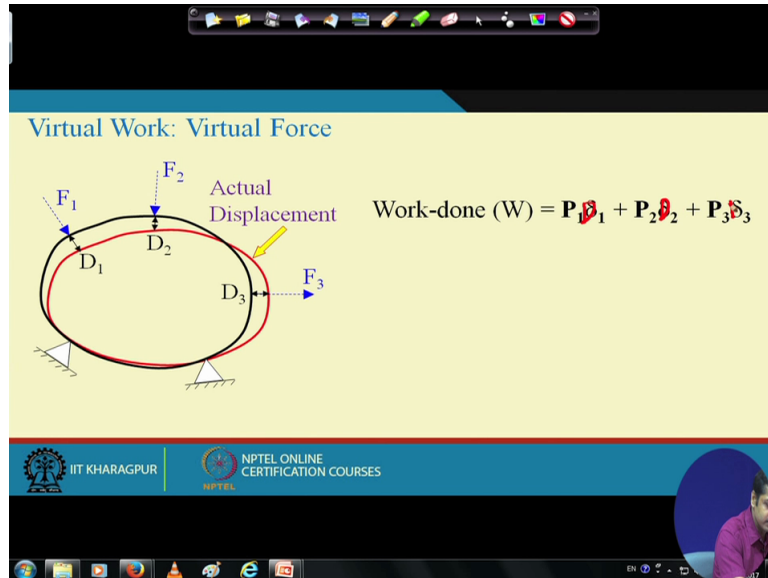 Virtual Work: Virtual Force
F₁
F₂
Actual
Displacement
D₁
D₂
D₃
F₃
Work-done (W) = P₁δ₁ + P₂δ₂ + P₃δ₃
IIT KHARAGPUR
NPTEL
NPTEL ONLINE
CERTIFICATION COURSES
EN